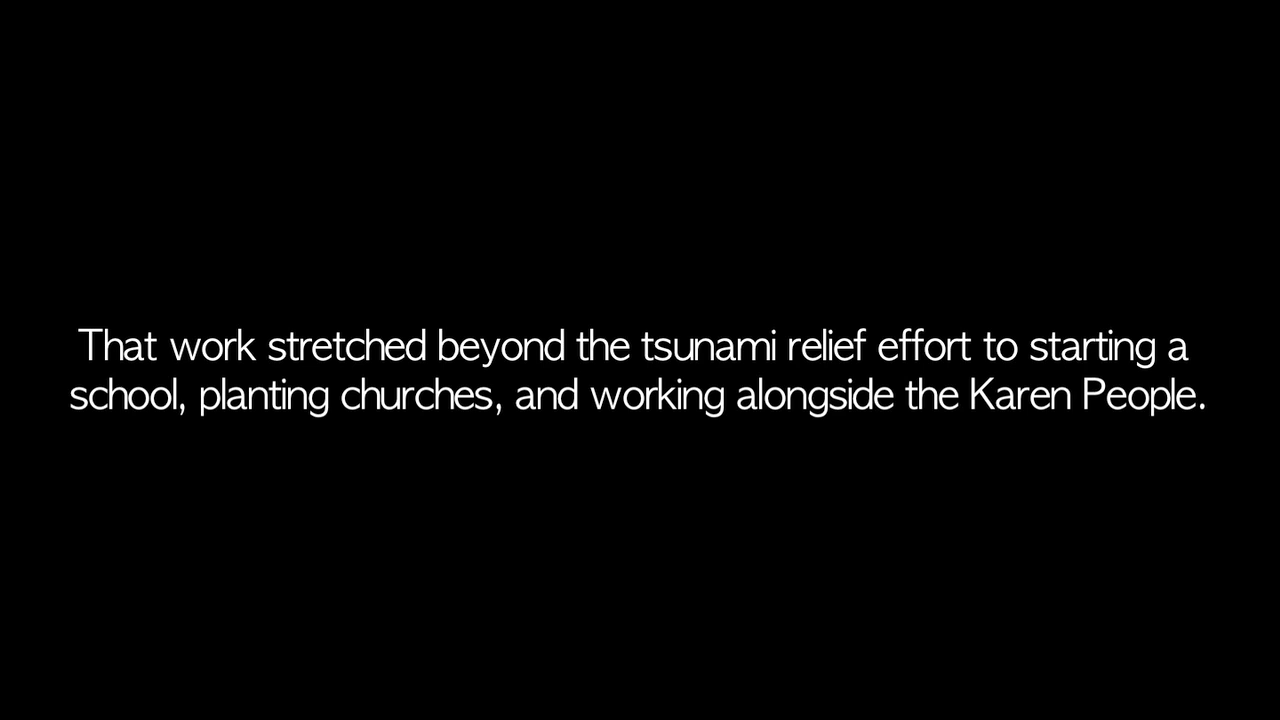 That work stretched beyond the tsunami relief effort to starting a
school, planting churches, and working alongside the Karen People.